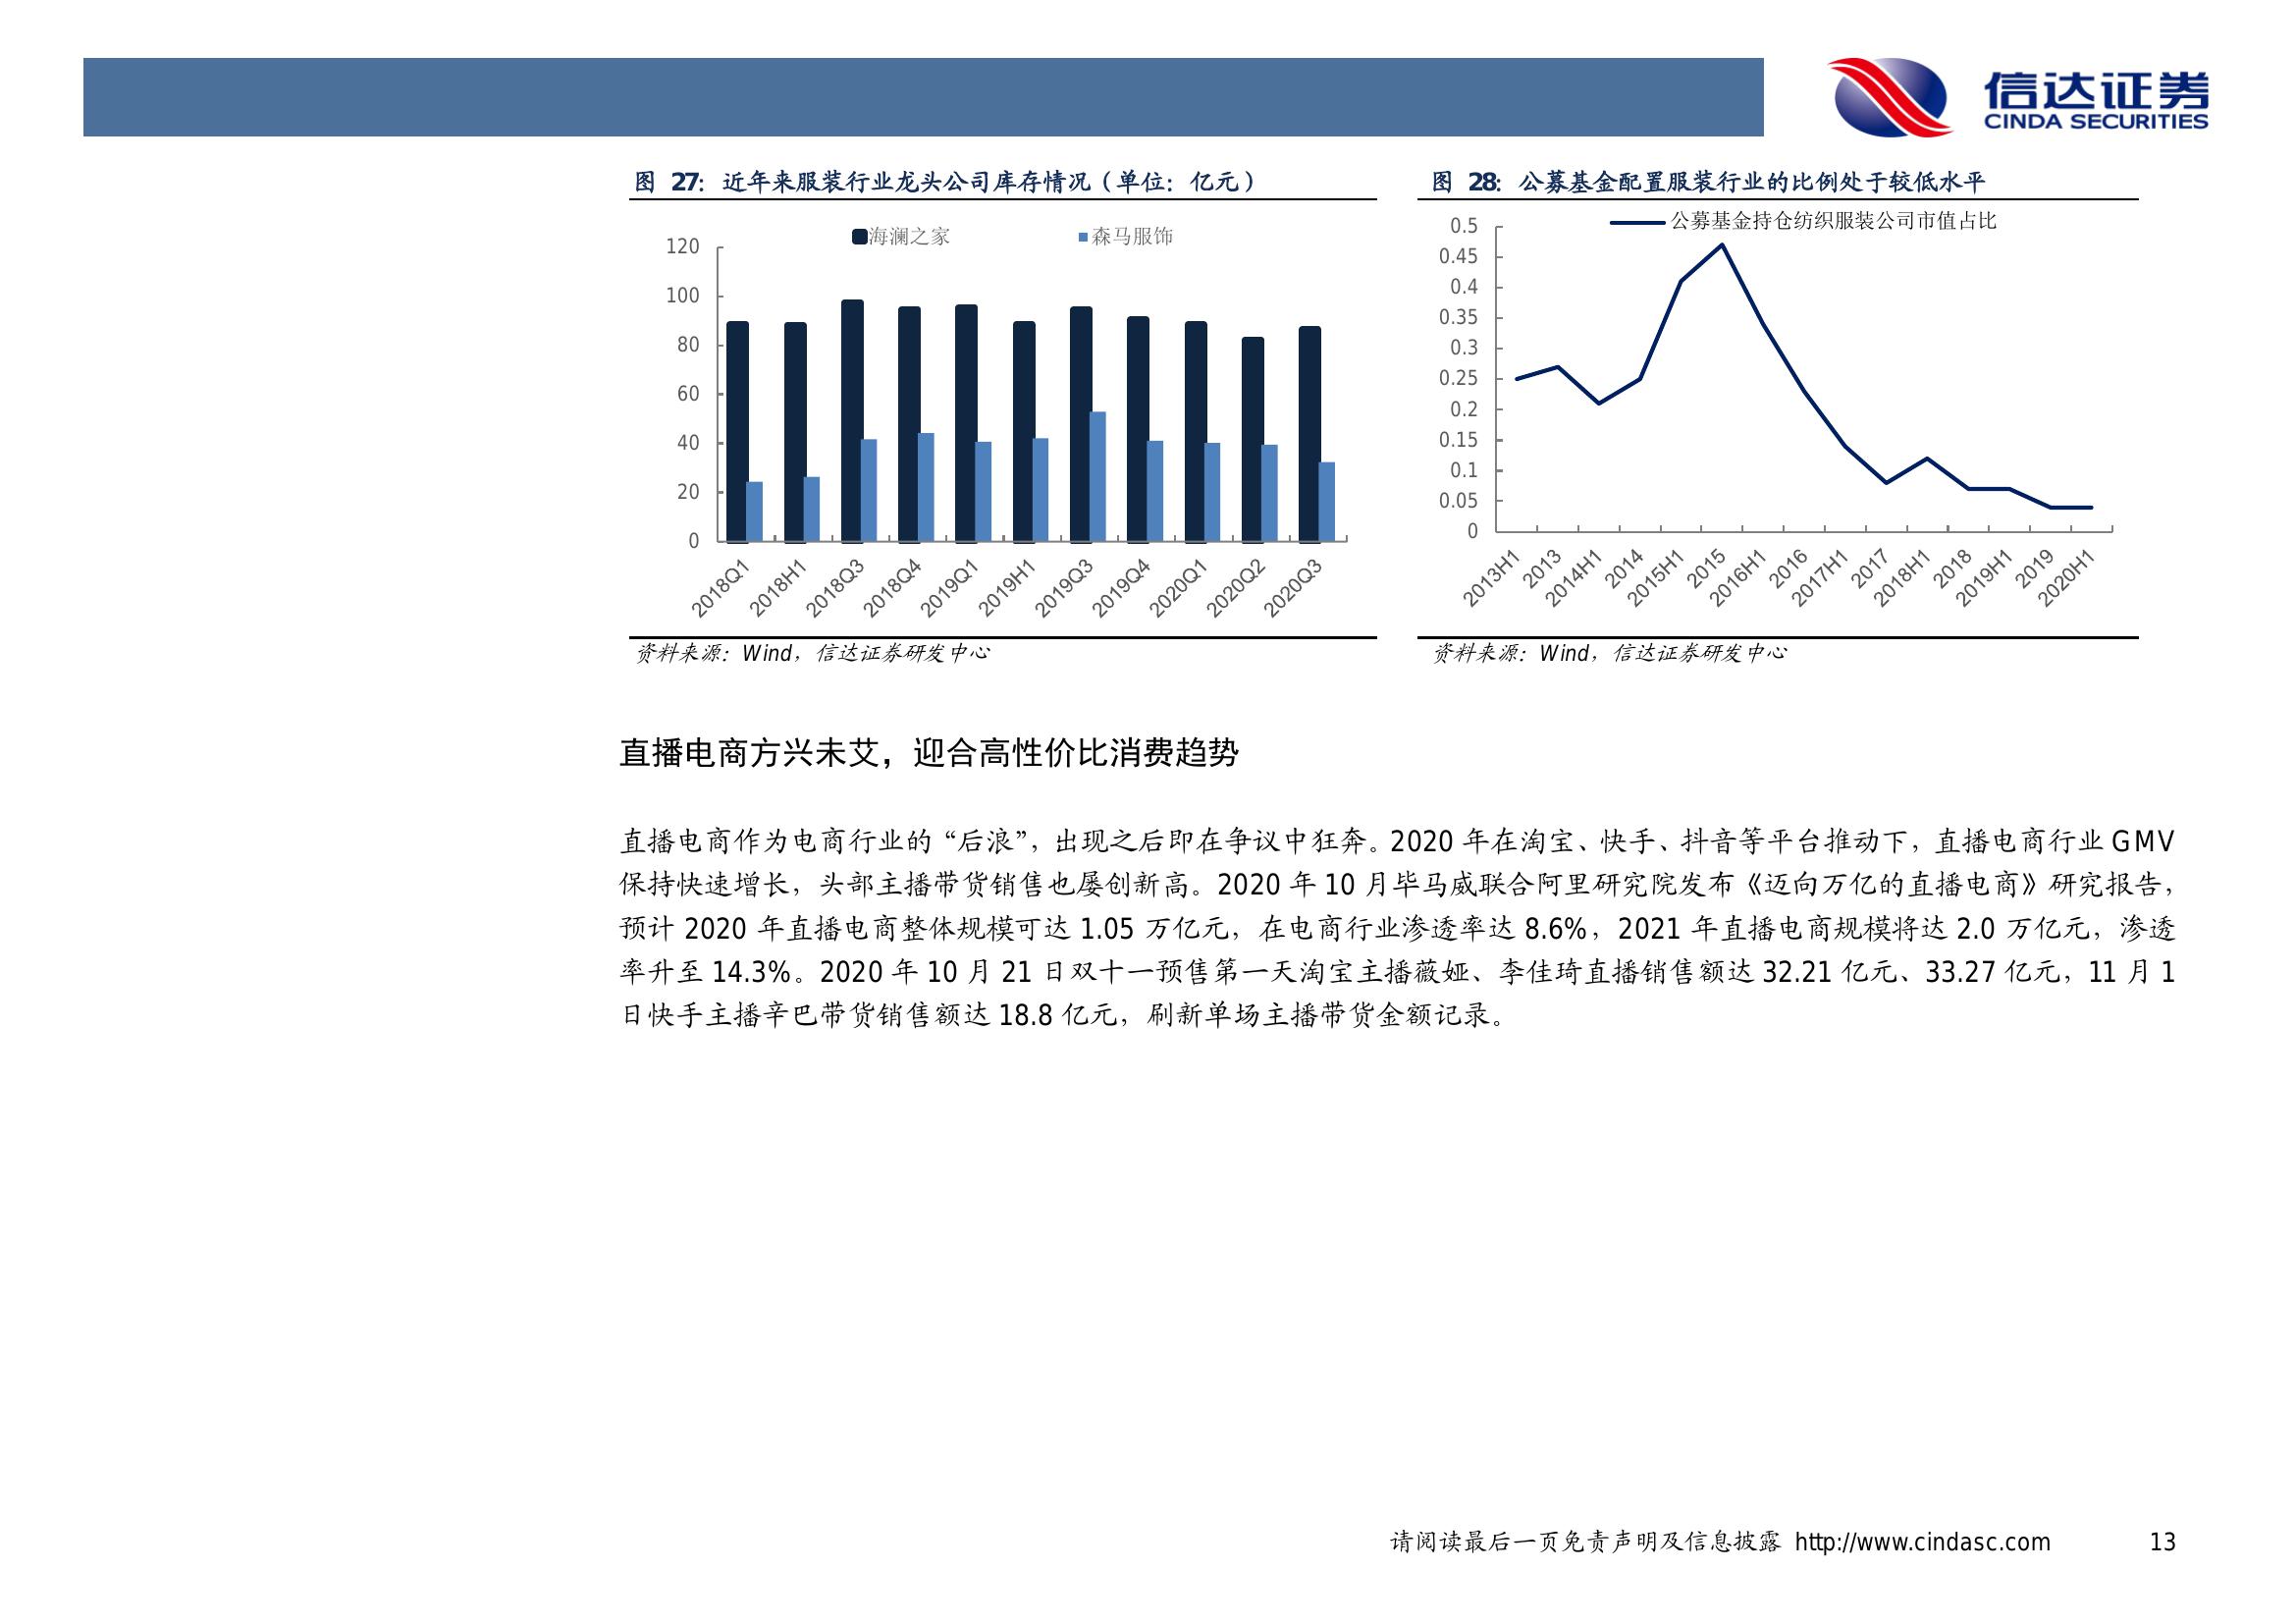 信达证券
CINDA SECURITIES
图 27：近年来服装行业龙头公司库存情况（单位：亿元）
海澜之家 森马服饰
120
100
80
60
40
20
0
2018Q1 2018H1 2018Q3 2018Q4 2019Q1 2019H1 2019Q3 2019Q4 2020Q1 2020Q2 2020Q3
资料来源：Wind，信达证券研发中心
图 28：公募基金配置服装行业的比例处于较低水平
公募基金持仓纺织服装公司市值占比
0.5
0.45
0.4
0.35
0.3
0.25
0.2
0.15
0.1
0.05
0
2013H1 2013 2014H1 2014 2015H1 2015 2016H1 2016 2017H1 2017 2018H1 2018 2019H1 2019 2020H1
资料来源：Wind，信达证券研发中心
直播电商方兴未艾，迎合高性价比消费趋势
直播电商作为电商行业的“后浪”，出现之后即在争议中狂奔。2020 年在淘宝、快手、抖音等平台推动下，直播电商行业 GMV
保持快速增长，头部主播带货销售也屡创新高。2020 年 10 月毕马威联合阿里研究院发布《迈向万亿的直播电商》研究报告，
预计 2020 年直播电商整体规模可达 1.05 万亿元，在电商行业渗透率达 8.6%，2021 年直播电商规模将达 2.0 万亿元，渗透
率升至 14.3%。2020 年 10 月 21 日双十一预售第一天淘宝主播薇娅、李佳琦直播销售额达 32.21 亿元、33.27 亿元，11 月 1
日快手主播辛巴带货销售额达 18.8 亿元，刷新单场主播带货金额记录。
请阅读最后一页免责声明及信息披露 http://www.cindasc.com 13